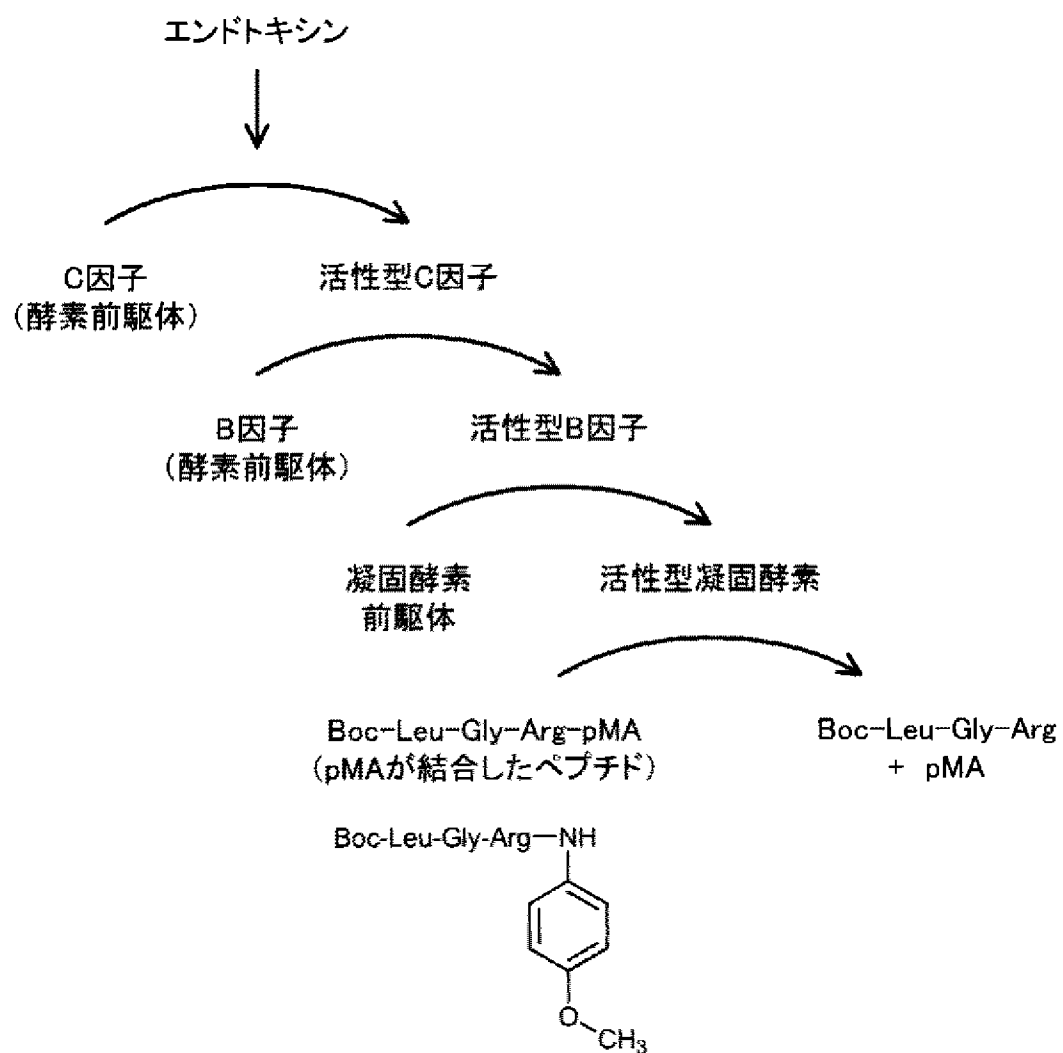 エンドトキシン
C因子
(酵素前駆体)
活性型C因子
B因子
(酵素前駆体)
活性型B因子
凝固酵素
前駆体
活性型凝固酵素
Boc-Leu-Gly-Arg-pMA
(pMAが結合したペプチド)
Boc-Leu-Gly-Arg
+ pMA
Boc-Leu-Gly-Arg-NH
O
CH₃